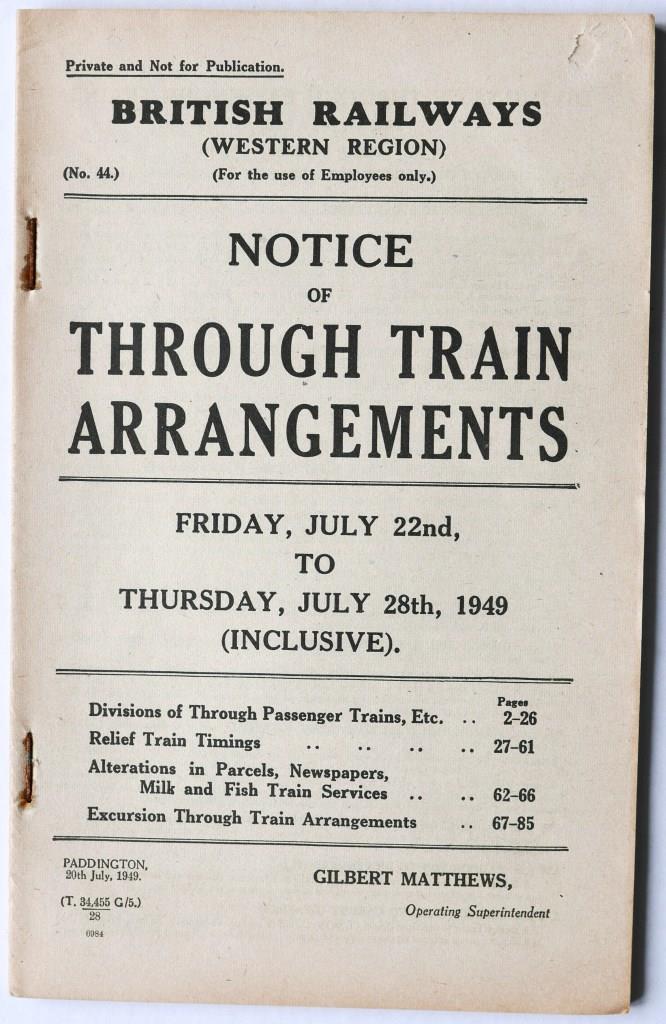 Private and Not for Publication.
BRITISH RAILWAYS
(WESTERN REGION)
(No. 44.) (For the use of Employees only.)
NOTICE
OF
THROUGH TRAIN
ARRANGEMENTS
FRIDAY, JULY 22nd,
TO
THURSDAY, JULY 28th, 1949
(INCLUSIVE).
Pages
Divisions of Through Passenger Trains, Etc. .. 2–26
Relief Train Timings .. .. .. .. 27–61
Alterations in Parcels, Newspapers,
Milk and Fish Train Services .. .. 62–66
Excursion Through Train Arrangements .. 67–85
PADDINGTON,
20th July, 1949.
GILBERT MATTHEWS,
Operating Superintendent
(T. 34,455 G/5.)
28
6984